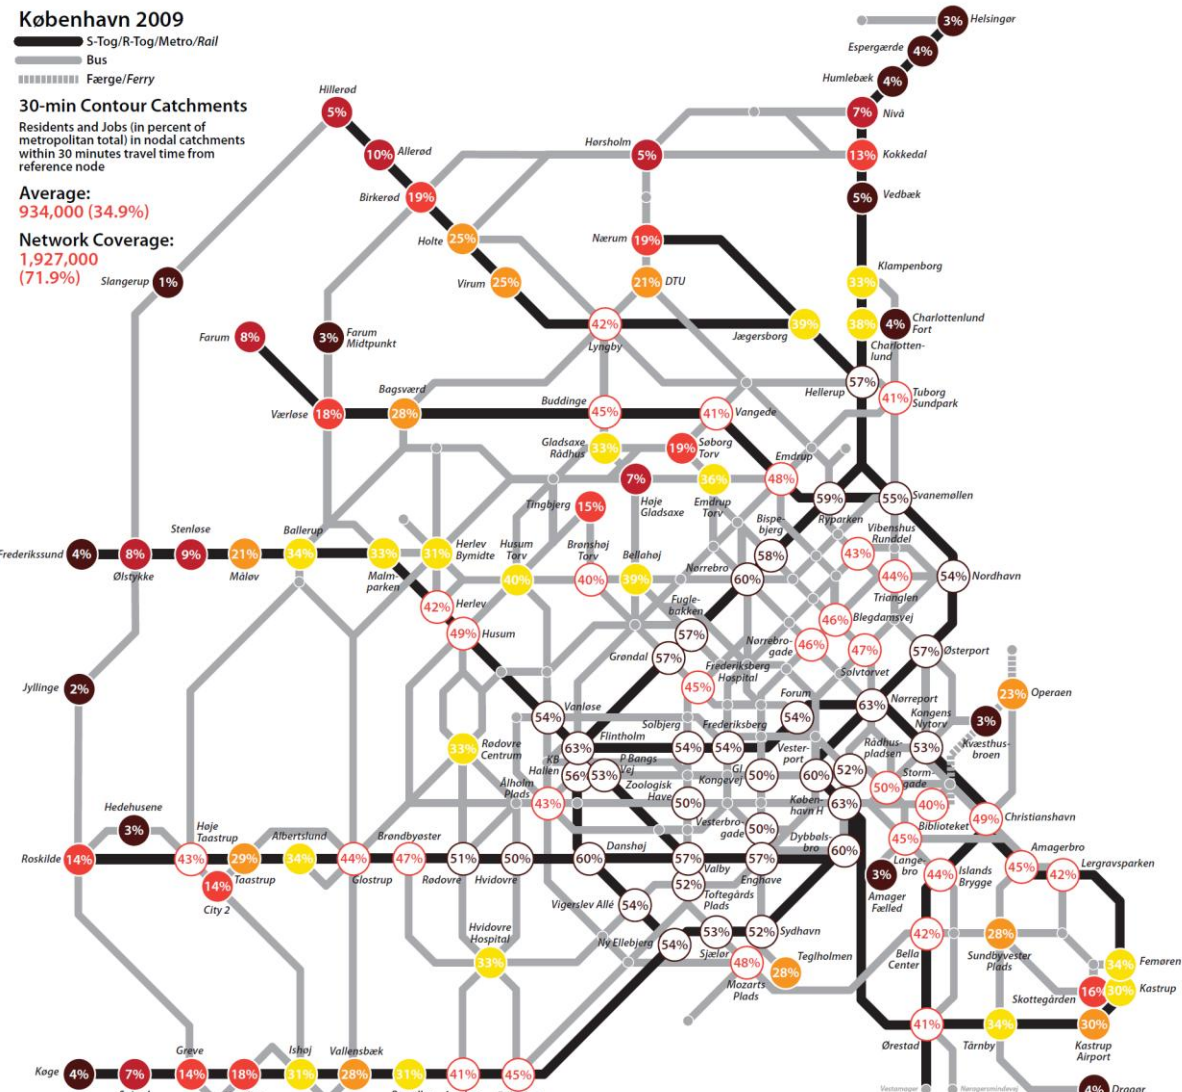 København 2009
S-Tog/R-Tog/Metro/Rail
Bus
Færge/Ferry
30-min Contour Catchments
Residents and Jobs (in percent of
metropolitan total) in nodal catchments
within 30 minutes travel time from
reference node
Average:
934,000 (34.9%)
Network Coverage:
1,927,000
(71.9%)
3% Helsingør
Espergærde 4%
Humlebæk 4%
Hillerød
5%
7% Nivå
10% Allerød
Hørsholm
5%
13% Kokkedal
Birkerød 19%
5% Vedbæk
Holte 25%
Nærum 19%
Klampenborg
33%
Slangerup 1%
Virum 25%
21% DTU
Farum 8%
3% Farum
Midtpunkt
42%
Lyngby
Jægersborg 39%
38% 4% Charlottenlund
Fort
Charlotten-
lund
Hellerup 57%
41% Tuborg
Sundpark
Værløse 18%
Bagsværd
28%
Buddinge
45%
41% Vangede
Gladsaxe
Rådhus 33%
19% Søborg
Torv
Emdrup
48%
7%
Høje
Gladsaxe
36%
Emdrup
Torv
59%
Ryparken
55% Svanemøllen
Tingbjerg 15%
Frederikssund 4%
8%
Ølstykke
Stenløse
9%
21%
Måløv
Ballerup
34%
33%
Malm-
parken
31% Herlev
Bymidte
Husum
Torv
40%
Brønshøj
Torv
40%
Bellahøj
39%
Bispe-
bjerg
58%
Vibenshus
Runddel
43%
44%
Trianglen
54% Nordhavn
Nørrebro
60%
42% Herlev
49% Husum
Fugle-
bakken
57%
Grøndal 57%
46% Blegdamsvej
Nørrebro-
gade 46%
47%
Sølvtorvet
57% Østerport
Frederiksberg
Hospital
45%
Jyllinge 2%
23% Operaen
Forum
54%
63% Nørreport
Kongens
Nytorv
53%
3%
Kvæsthus-
broen
54% Vanløse
63% Flintholm
Solbjerg
54%
Frederiksberg
54%
33% Rødovre
Centrum
KB
Hallen 56%
53% P Bangs
Vej
Gl
Kongevej 50%
Vester-
port
60%
Rådhus-
pladsen
52%
Storm-
gade
50%
40%
Biblioteket
Ålholm
Plads
43%
Zoologisk
Have 50%
Køben-
havn H 63%
49% Christianshavn
Hedehusene
3%
Vesterbro-
gade 50%
45%
Lange-
bro
Roskilde 14%
Høje
Taastrup
43%
29%
Taastrup
Albertslund
34%
44%
Glostrup
Brøndbyøster
47%
51%
Rødovre
50%
Hvidovre
60% Danshøj
57%
Valby
57%
Enghave
Dybbøls-
bro 60%
Amagerbro
45%
42% Lergravsparken
14%
City 2
3%
Amager
Fælled
44% Islands
Brygge
52% Toftegårds
Plads
Vigerslev Allé 54%
Hvidovre
Hospital
33%
Ny Ellebjerg 54%
53%
Sjælør
52% Sydhavn
48%
Mozarts
Plads
28% Teglholmen
42%
Bella
Center
28%
Sundbyvester
Plads
34% Femøren
Skottegården 16%
30% Kastrup
41%
Ørestad
34%
Tårnby
30%
Kastrup
Airport
Køge 4%
7%
Greve
14%
18%
Ishøj
31%
Vallensbæk
28%
31%
41%
45%
4% Dragør